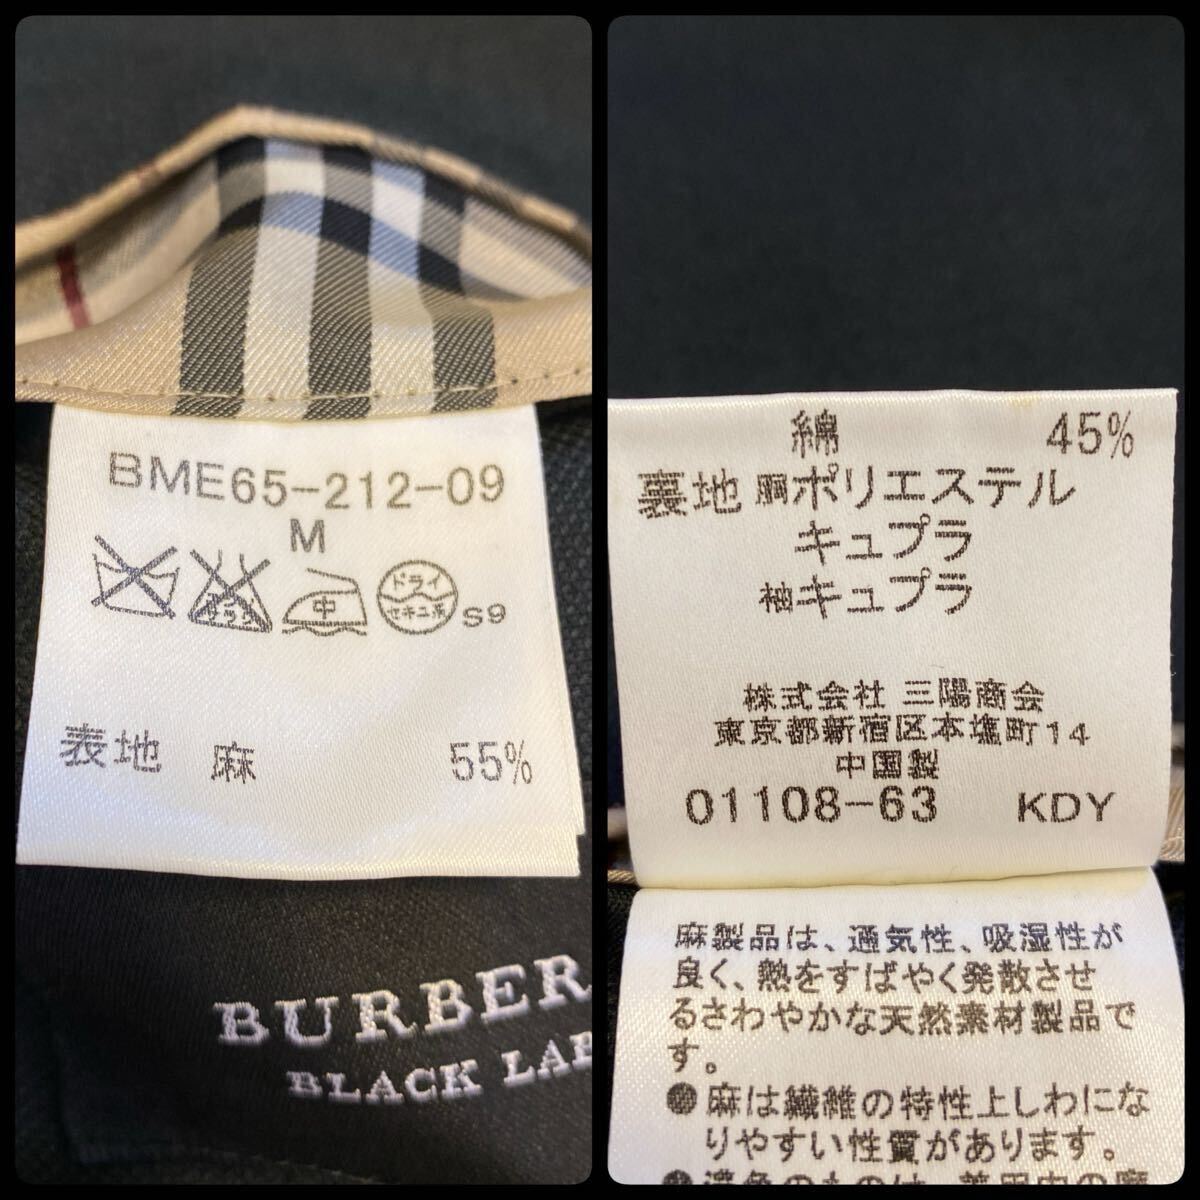 BME65-212-09
M
中
ドライ
セキユ系
S9
表地 麻 55%
BURBER
BLACK LAB
綿 45%
裏地 胴ポリエステル
キュプラ
袖キュプラ
株式会社 三陽商会
東京都新宿区本塩町14
中国製
01108-63 KDY
麻製品は、通気性、吸湿性が
良く、熱をすばやく発散させ
るさわやかな天然素材製品で
す。
●麻は繊維の特性上しわにな
りやすい性質があります。